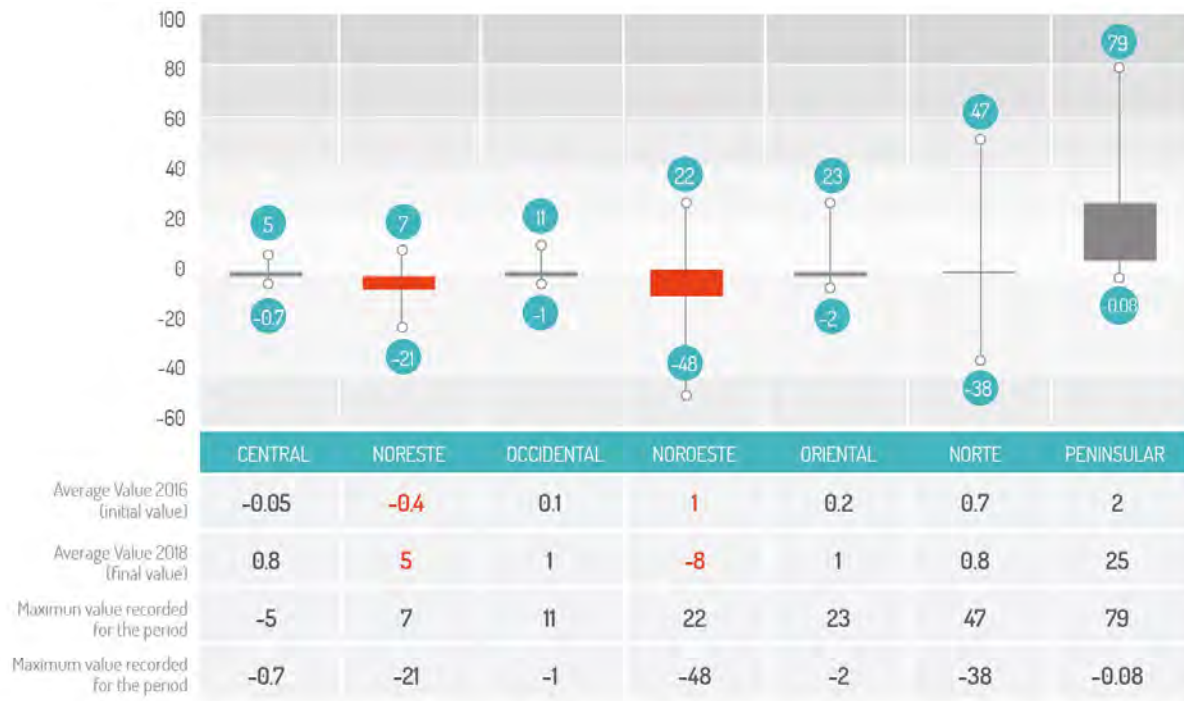 100
80
60
40
20
0
-20
-40
-60
5
-0.7
7
-21
11
-1
22
-48
23
-2
47
-38
79
-0.08
CENTRAL NORESTE OCCIDENTAL NOROESTE ORIENTAL NORTE PENINSULAR
Average Value 2016
(initial value)
-0.05 -0.4 0.1 1 0.2 0.7 2
Average Value 2018
(final value)
0.8 5 1 -8 1 0.8 25
Maximun value recorded
for the period
-5 7 11 22 23 47 79
Maximum value recorded
for the period
-0.7 -21 -1 -48 -2 -38 -0.08